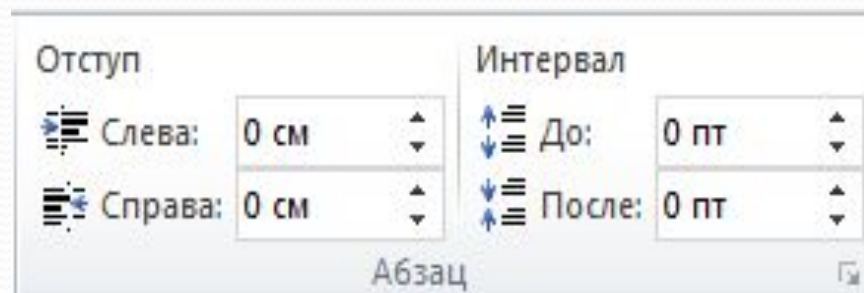 Отступ Интервал
Слева: 0 см До: 0 пт
Справа: 0 см После: 0 пт
Абзац